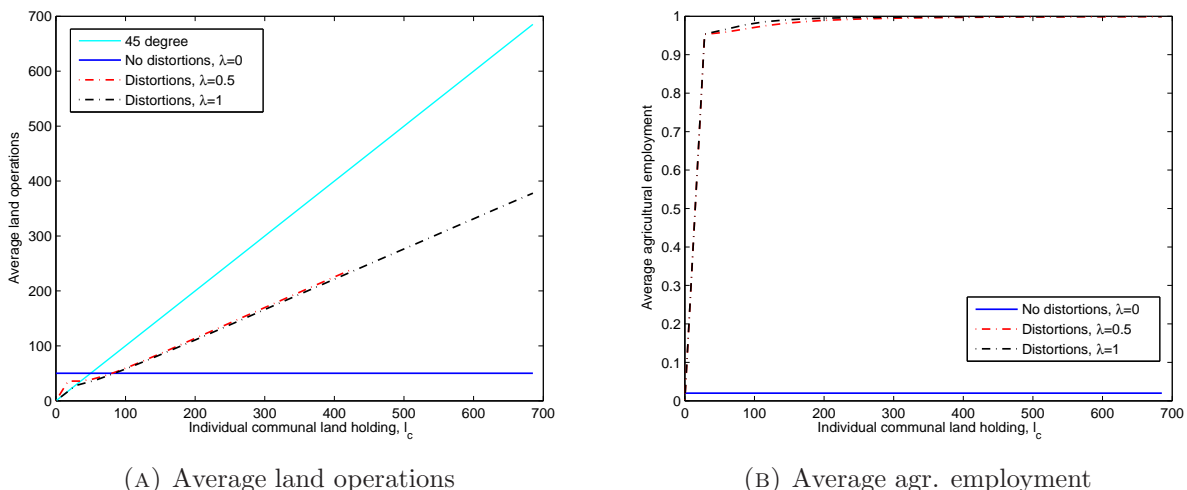 700
600
500
400
300
200
100
0
Average land operations
45 degree
No distortions, λ=0
Distortions, λ=0.5
Distortions, λ=1
0 100 200 300 400 500 600 700
Individual communal land holding, l_c
(A) Average land operations
1
0.9
0.8
0.7
0.6
0.5
0.4
0.3
0.2
0.1
0
Average agricultural employment
No distortions, λ=0
Distortions, λ=0.5
Distortions, λ=1
0 100 200 300 400 500 600 700
Individual communal land holding, l_c
(B) Average agr. employment